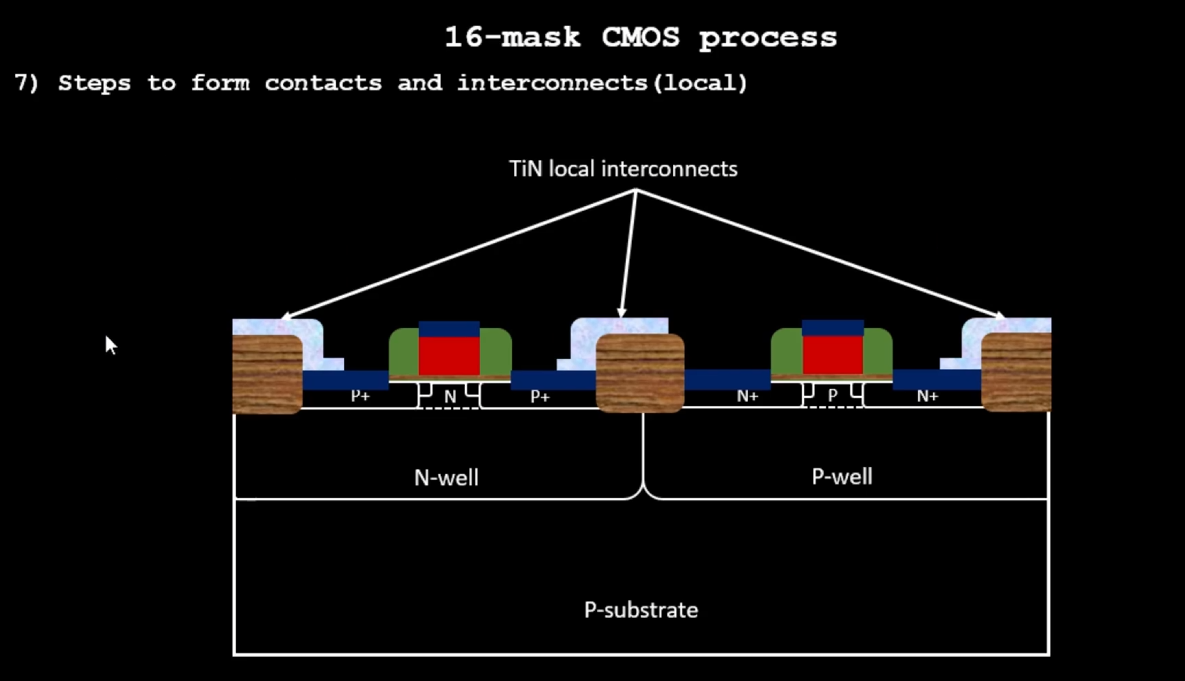 16-mask CMOS process
7) Steps to form contacts and interconnects(local)
TiN local interconnects
P+ N P+ N+ P N+
N-well P-well
P-substrate